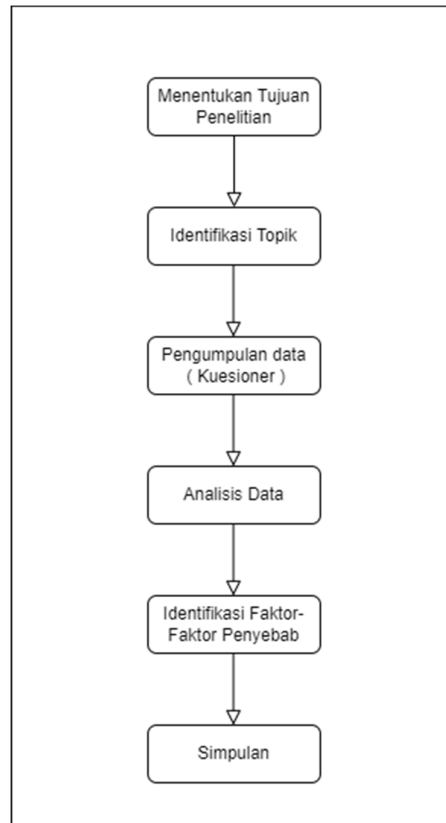 Menentukan Tujuan
Penelitian
Identifikasi Topik
Pengumpulan data
( Kuesioner )
Analisis Data
Identifikasi Faktor-
Faktor Penyebab
Simpulan